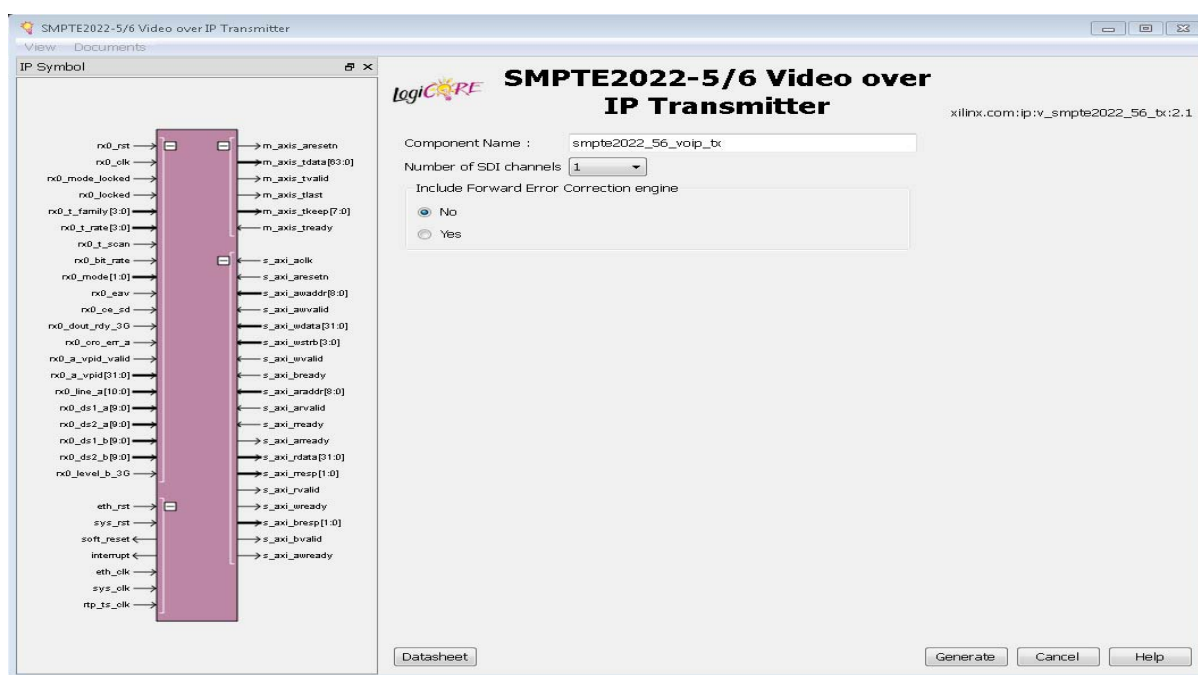 SMPTE2022-5/6 Video over IP Transmitter
View Documents
IP Symbol
rx0_rst
rx0_clk
rx0_mode_locked
rx0_locked
rx0_t_family[3:0]
rx0_t_rate[3:0]
rx0_t_scan
rx0_bit_rate
rx0_mode[1:0]
rx0_eav
rx0_ce_sd
rx0_dout_rdy_3G
rx0_crc_err_a
rx0_a_vpid_valid
rx0_a_vpid[31:0]
rx0_line_a[10:0]
rx0_ds1_a[9:0]
rx0_ds2_a[9:0]
rx0_ds1_b[9:0]
rx0_ds2_b[9:0]
rx0_level_b_3G
eth_rst
sys_rst
soft_reset
interrupt
eth_clk
sys_clk
rtp_ts_clk
m_axis_aresetn
m_axis_tdata[63:0]
m_axis_tvalid
m_axis_tlast
m_axis_tkeep[7:0]
m_axis_tready
s_axi_aclk
s_axi_aresetn
s_axi_awaddr[8:0]
s_axi_awvalid
s_axi_wdata[31:0]
s_axi_wstrb[3:0]
s_axi_wvalid
s_axi_bready
s_axi_araddr[8:0]
s_axi_arvalid
s_axi_rready
s_axi_arready
s_axi_rdata[31:0]
s_axi_rresp[1:0]
s_axi_rvalid
s_axi_wready
s_axi_bresp[1:0]
s_axi_bvalid
s_axi_awready
LogiCORE
SMPTE2022-5/6 Video over
IP Transmitter
xilinx.com:ip:v_smpte2022_56_tx:2.1
Component Name : smpte2022_56_voip_tx
Number of SDI channels 1
Include Forward Error Correction engine
No
Yes
Datasheet
Generate Cancel Help